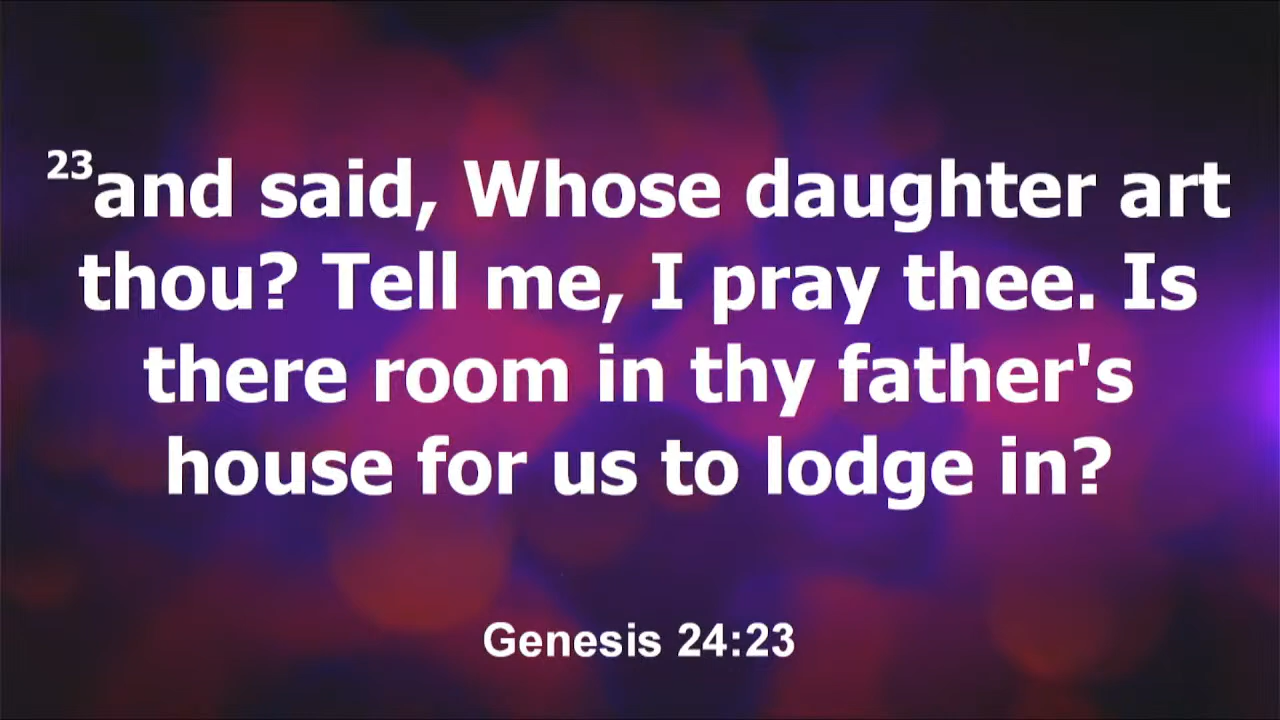 23and said, Whose daughter art
thou? Tell me, I pray thee. Is
there room in thy father's
house for us to lodge in?
Genesis 24:23